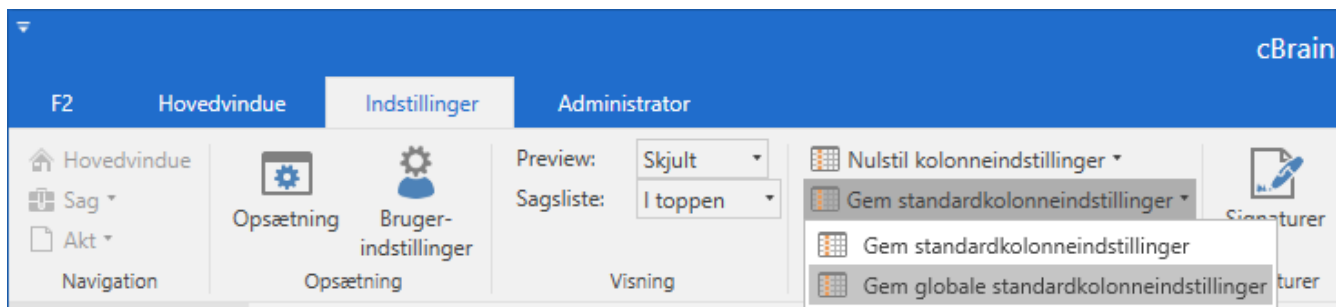 cBrain
F2 Hovedvindue Indstillinger Administrator
Hovedvindue
Sag
Akt
Navigation
Opsætning
Bruger-
indstillinger
Opsætning
Preview: Skjult
Sagsliste: I toppen
Visning
Nulstil kolonneindstillinger
Gem standardkolonneindstillinger
Gem standardkolonneindstillinger
Gem globale standardkolonneindstillinger
Signaturer
turer